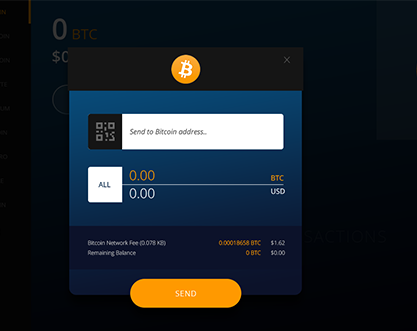 0 BTC
$0
Send to Bitcoin address..
ALL
0.00 BTC
0.00 USD
Bitcoin Network Fee (0.078 KB) 0.00018658 BTC $1.62
Remaining Balance 0 BTC $0.00
SEND